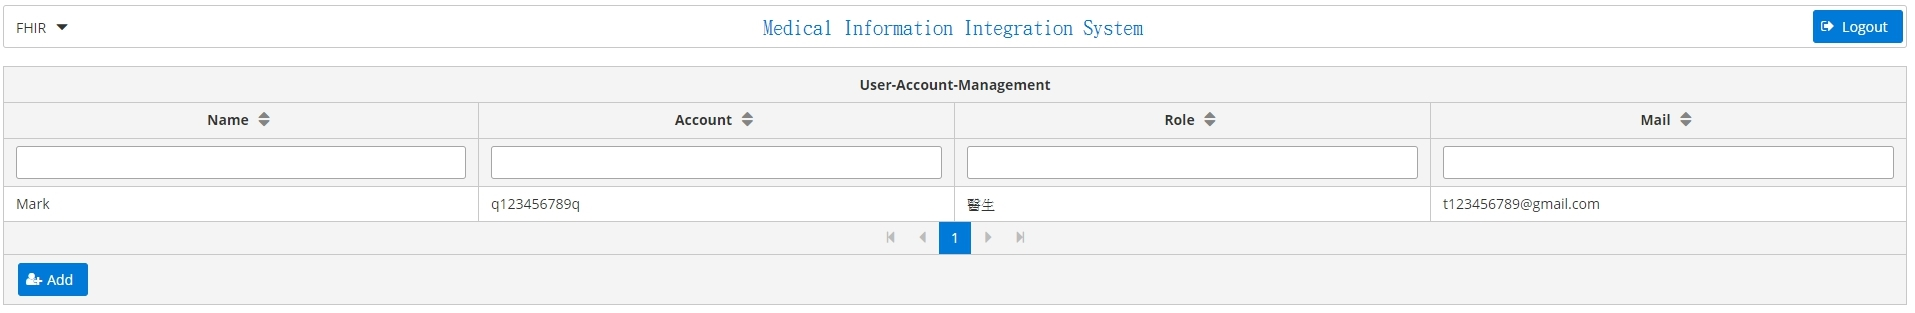 FHIR
Medical Information Integration System
Logout
User-Account-Management
Name Account Role Mail
Mark q123456789q 醫生 t123456789@gmail.com
1
Add